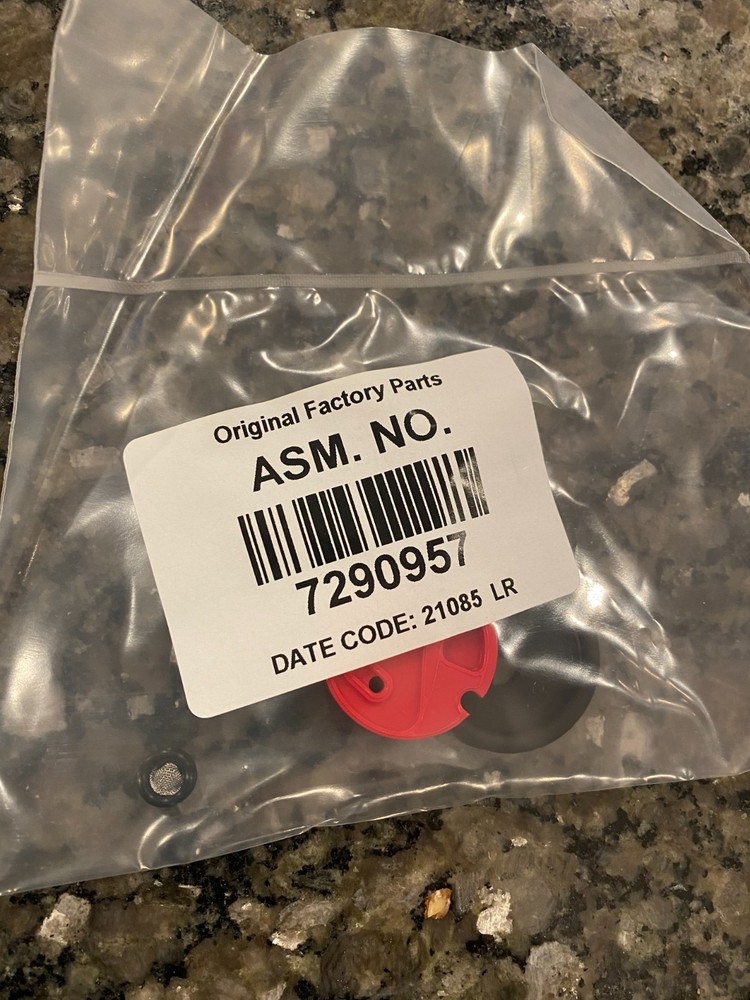 Original Factory Parts
ASM. NO.
7290957
DATE CODE: 21085 LR